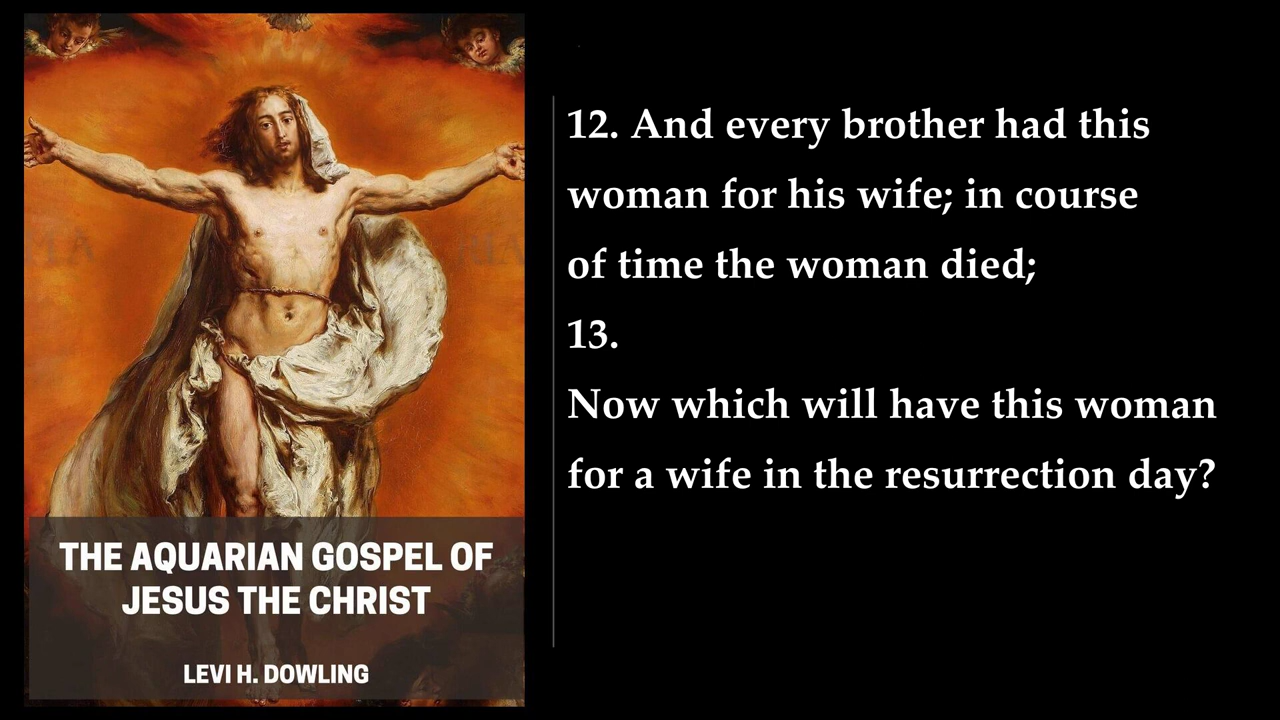 THE AQUARIAN GOSPEL OF
JESUS THE CHRIST
LEVI H. DOWLING
12. And every brother had this
woman for his wife; in course
of time the woman died;
13.
Now which will have this woman
for a wife in the resurrection day?